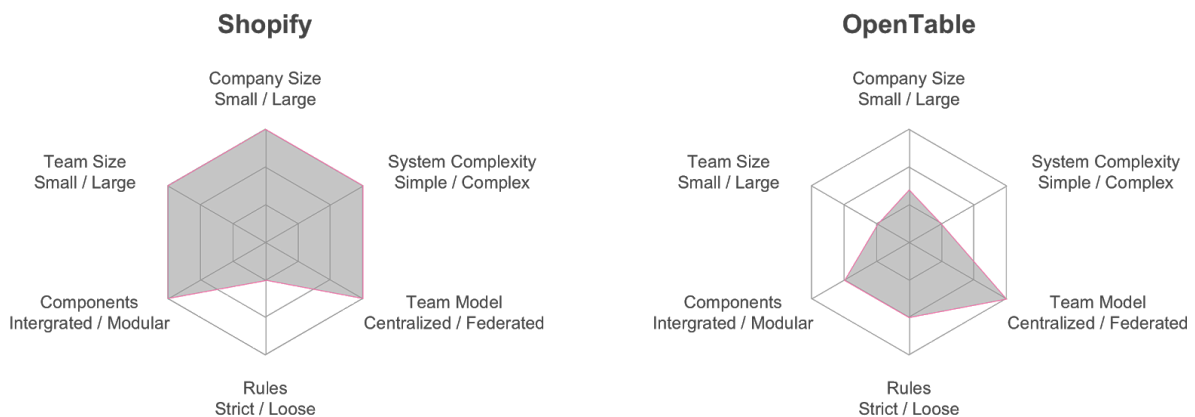 Shopify
Company Size
Small / Large
Team Size
Small / Large
System Complexity
Simple / Complex
Components
Intergrated / Modular
Team Model
Centralized / Federated
Rules
Strict / Loose
OpenTable
Company Size
Small / Large
Team Size
Small / Large
System Complexity
Simple / Complex
Components
Intergrated / Modular
Team Model
Centralized / Federated
Rules
Strict / Loose